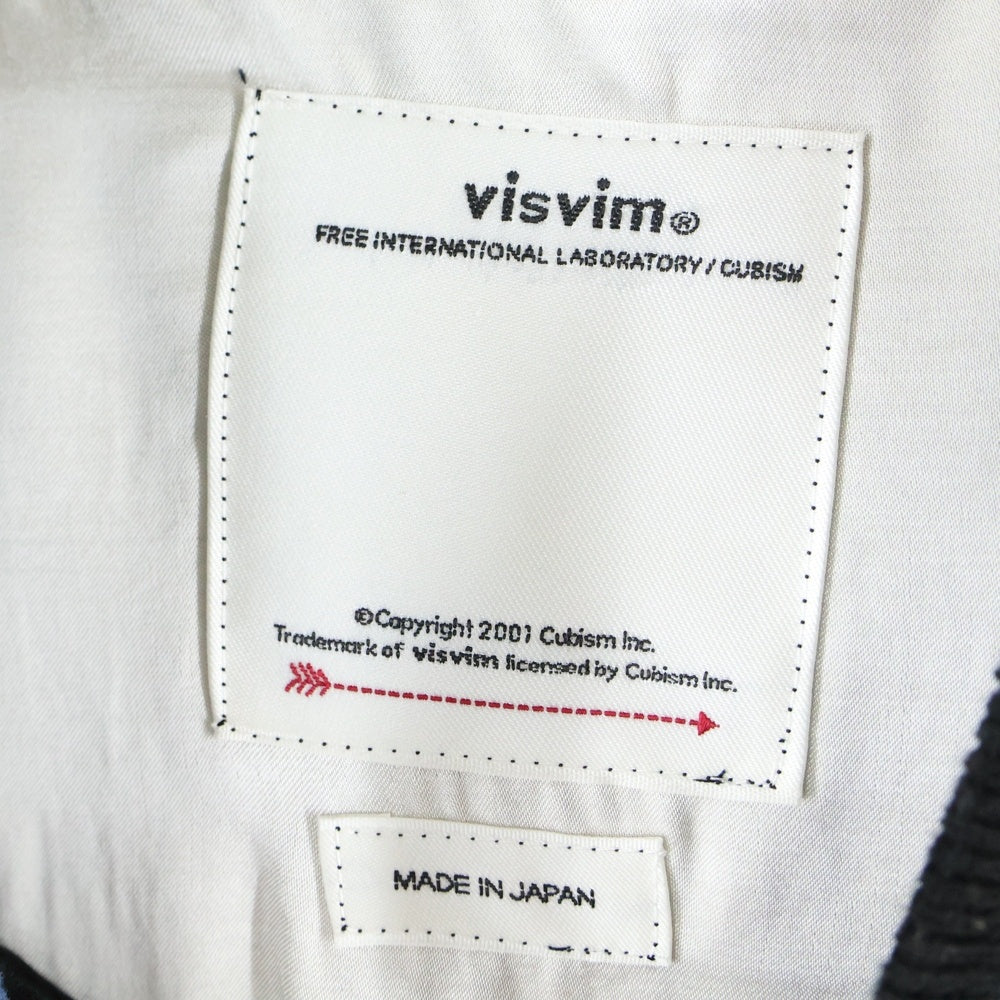 visvim®
FREE INTERNATIONAL LABORATORY / CUBISM
©Copyright 2001 Cubism Inc.
Trademark of visvim licensed by Cubism Inc.
MADE IN JAPAN